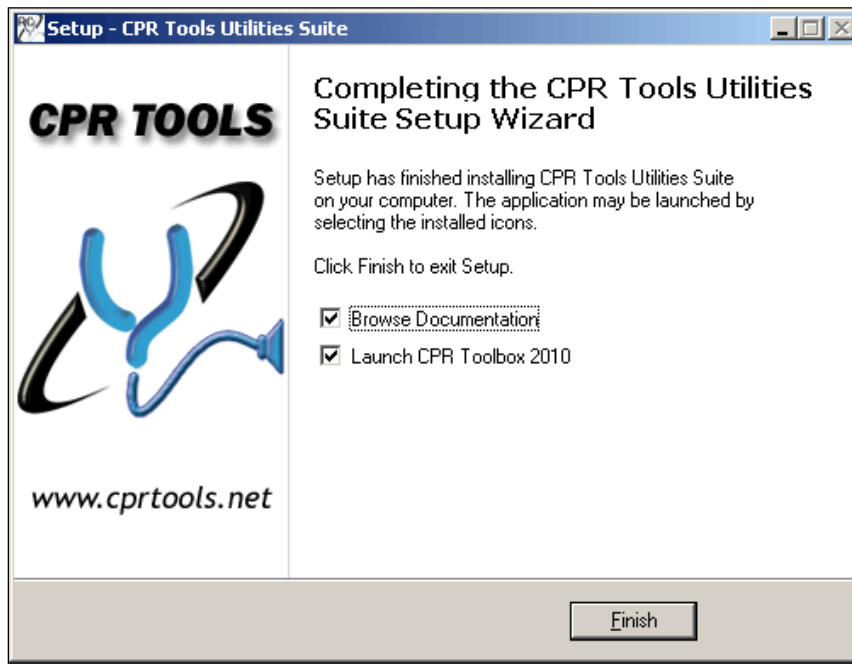 Setup - CPR Tools Utilities Suite
CPR TOOLS
www.cprtools.net
Completing the CPR Tools Utilities
Suite Setup Wizard
Setup has finished installing CPR Tools Utilities Suite
on your computer. The application may be launched by
selecting the installed icons.
Click Finish to exit Setup.
Browse Documentation
Launch CPR Toolbox 2010
Finish